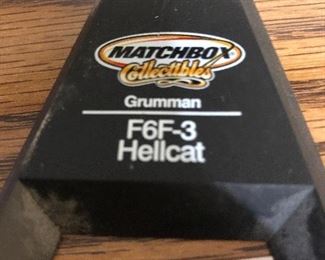 MATCHBOX
Collectibles
Grumman
F6F-3
Hellcat